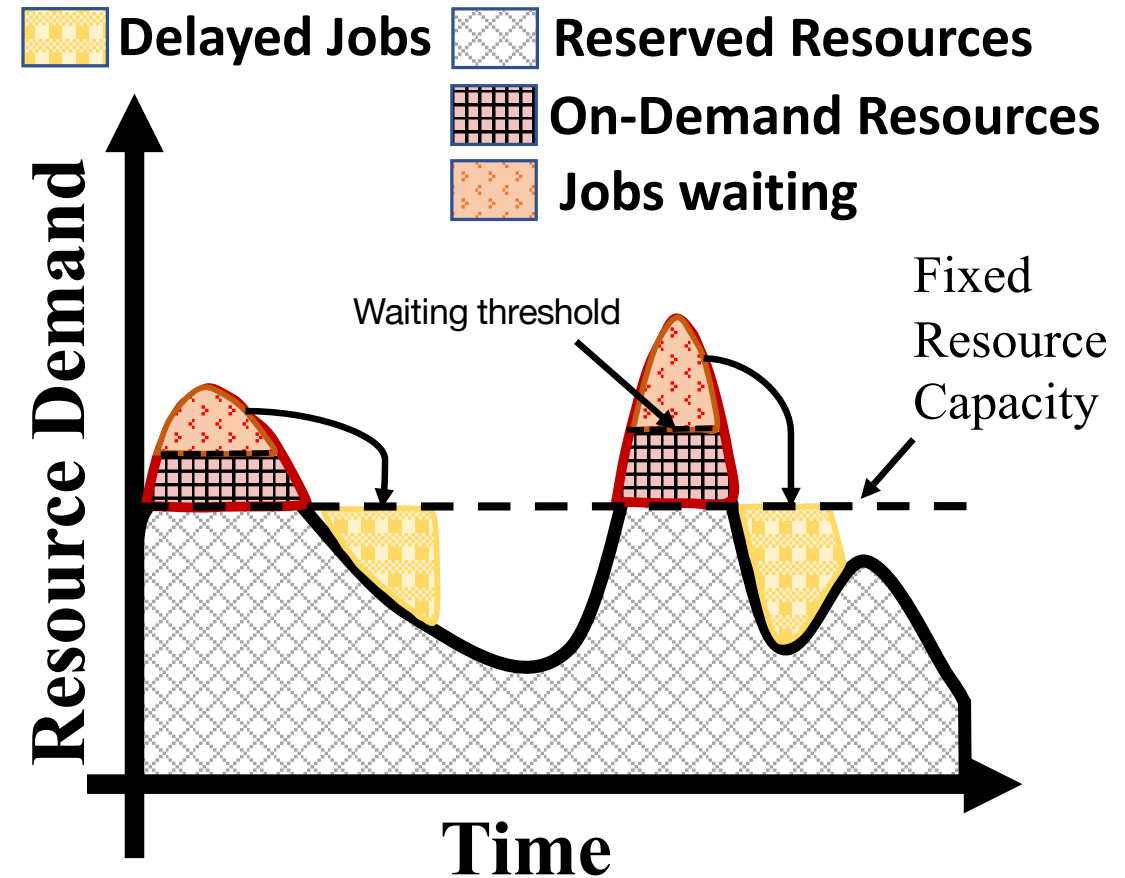 Delayed Jobs
Reserved Resources
On-Demand Resources
Jobs waiting
Resource Demand
Waiting threshold
Fixed
Resource
Capacity
Time